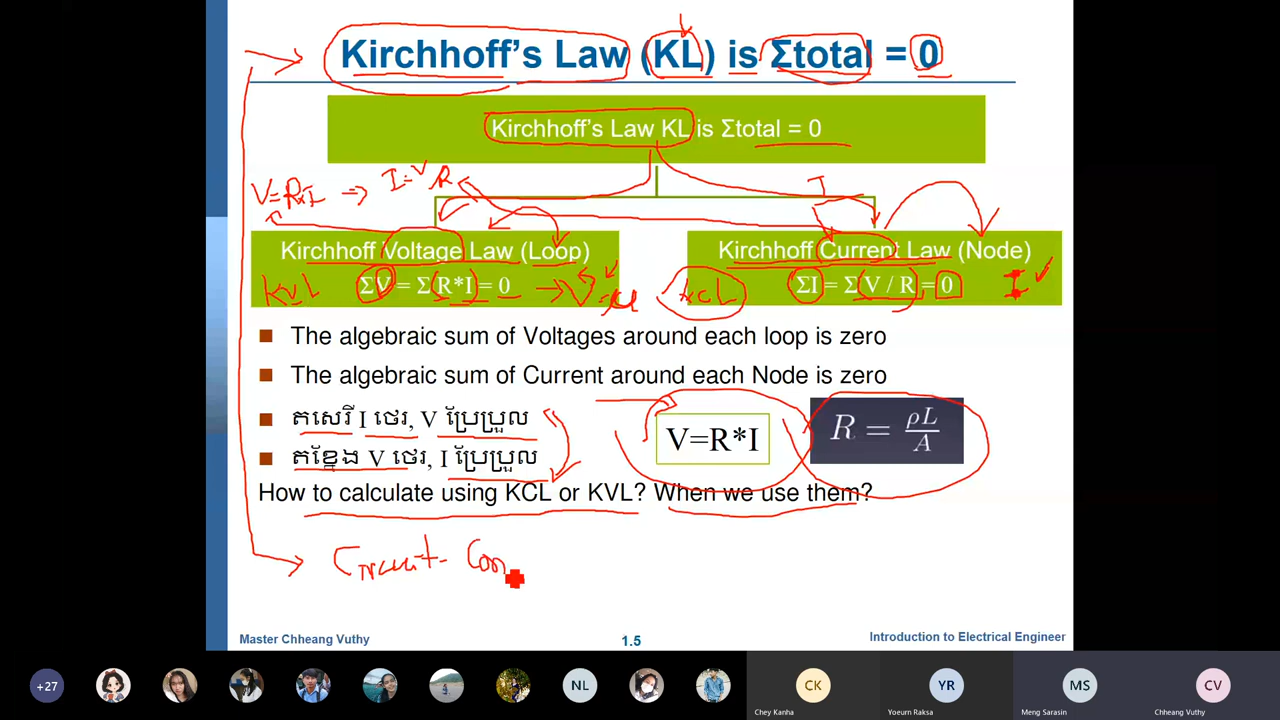 Kirchhoff's Law (KL) is Σtotal = 0
Kirchhoff's Law KL is Σtotal = 0
V=R*I → I=V/R
I
Kirchhoff Voltage Law (Loop)
ΣV = Σ R*I = 0
KVL
Kirchhoff Current Law (Node)
ΣI = Σ V / R = 0
KCL
I
The algebraic sum of Voltages around each loop is zero
The algebraic sum of Current around each Node is zero
តសេរី I ថេរ, V ប្រែប្រួល
តខ្នែង V ថេរ, I ប្រែប្រួល
V=R*I
R = ρL/A
How to calculate using KCL or KVL? When we use them?
Circuit Con
Master Chheang Vuthy
1.5
Introduction to Electrical Engineer
+27
NL
CK
YR
MS
CV
Chey Kanha
Yoeurn Raksa
Meng Sarasin
Chheang Vuthy